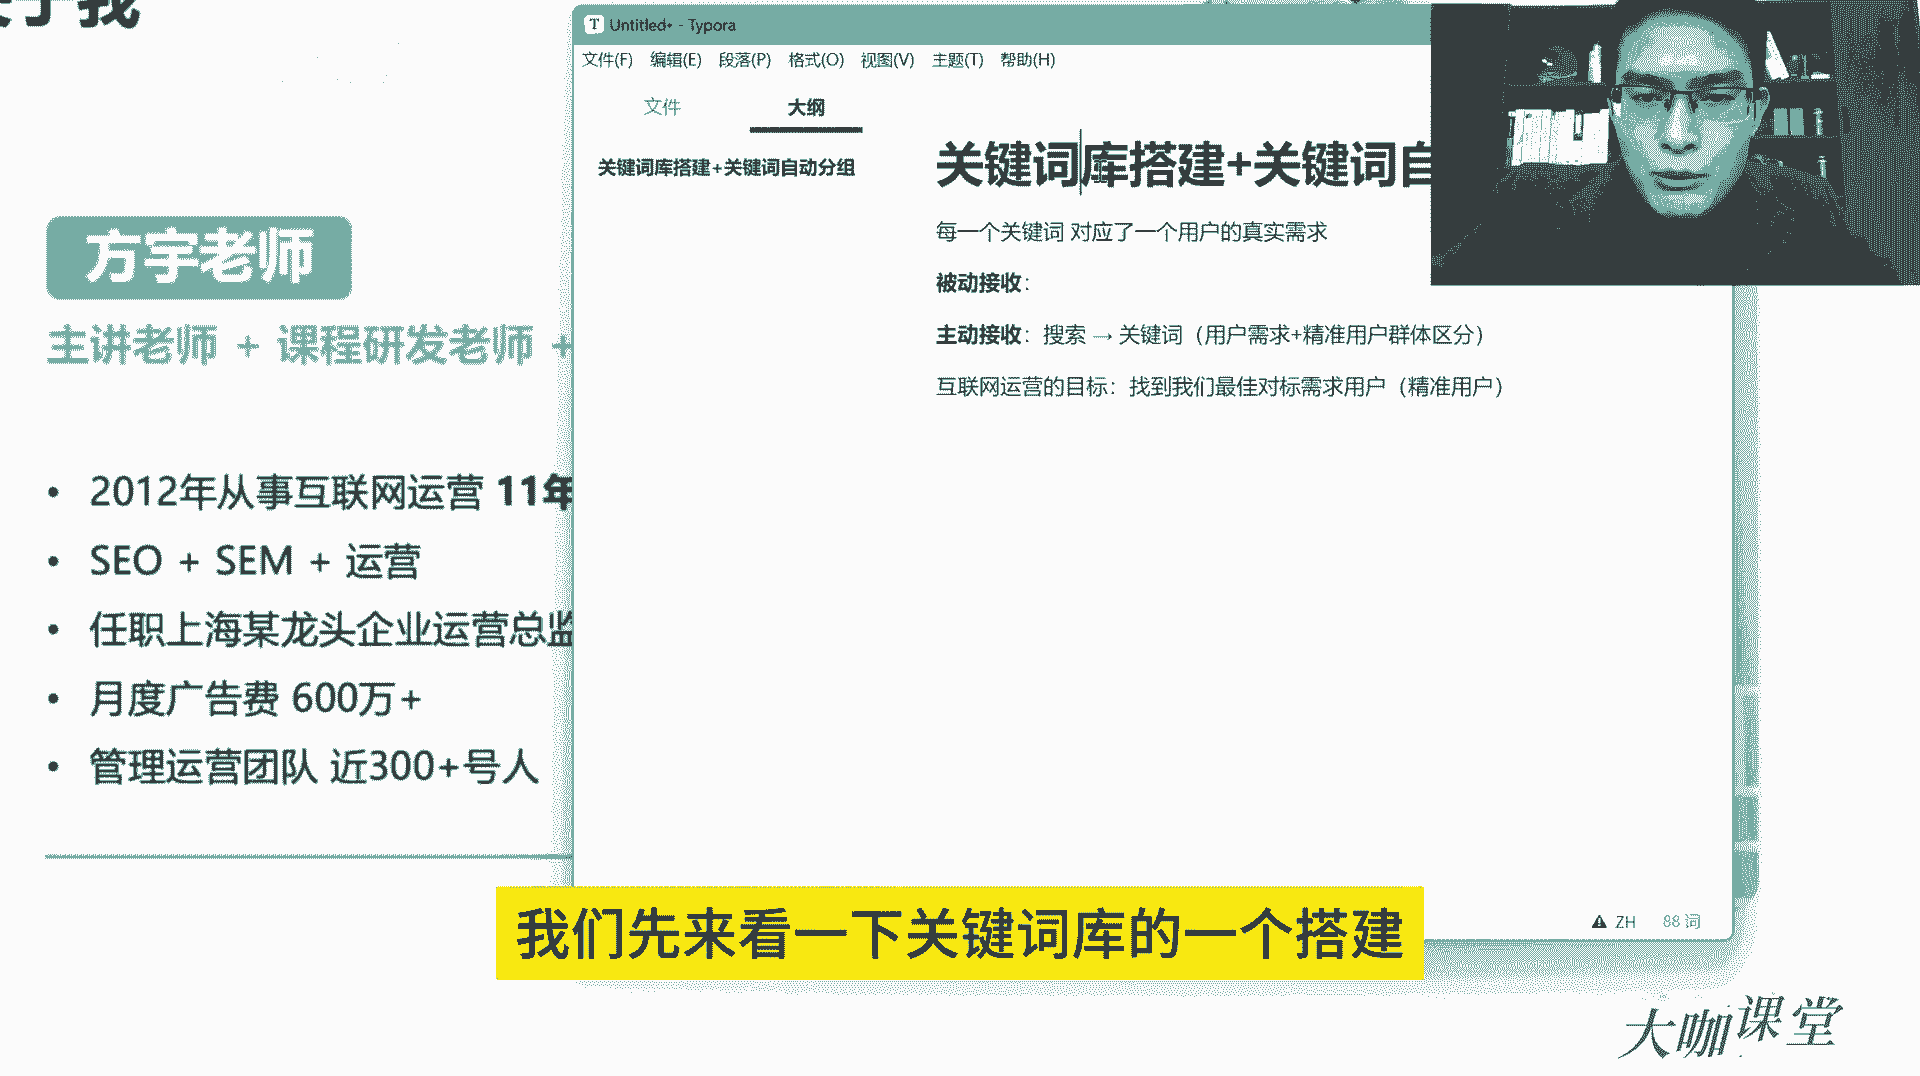 关于我
方宇老师
主讲老师 + 课程研发老师 +
• 2012年从事互联网运营 11年
• SEO + SEM + 运营
• 任职上海某龙头企业运营总监
• 月度广告费 600万+
• 管理运营团队 近300+号人
T Untitled• - Typora
文件(F) 编辑(E) 段落(P) 格式(O) 视图(V) 主题(T) 帮助(H)
文件 大纲
关键词库搭建+关键词自动分组
关键词库搭建+关键词自
每一个关键词 对应了一个用户的真实需求
被动接收：
主动接收：搜索 → 关键词（用户需求+精准用户群体区分）
互联网运营的目标：找到我们最佳对标需求用户（精准用户）
ZH 88 词
我们先来看一下关键词库的一个搭建
大咖课堂